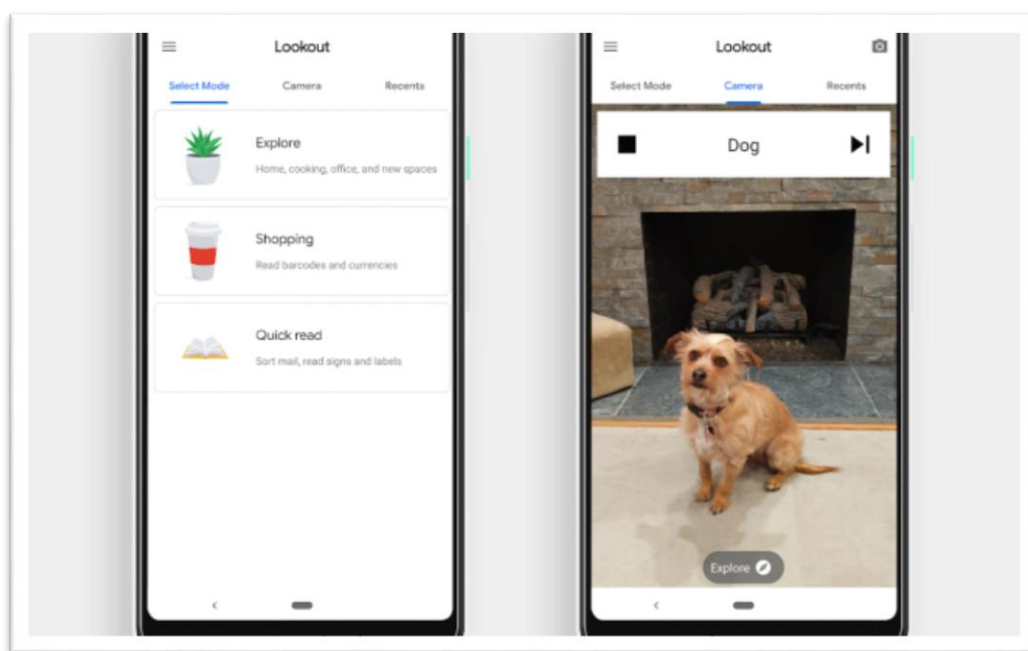 Lookout
Select Mode Camera Recents
Explore
Home, cooking, office, and new spaces
Shopping
Read barcodes and currencies
Quick read
Sort mail, read signs and labels
Lookout
Select Mode Camera Recents
Dog
Explore